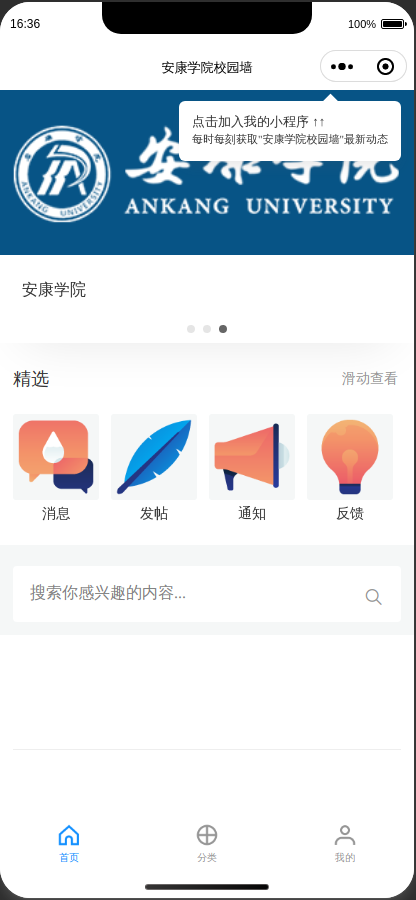 16:36
100%
安康学院校园墙
点击加入我的小程序 ↑↑
每时每刻获取"安康学院校园墙"最新动态
安康学院
ANKANG UNIVERSITY
ANKANG UNIVERSITY
安康学院
精选
滑动查看
消息
发帖
通知
反馈
搜索你感兴趣的内容...
首页
分类
我的